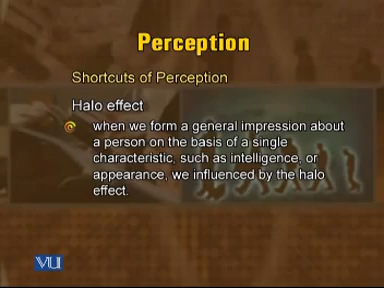 Perception
Shortcuts of Perception
Halo effect
when we form a general impression about
a person on the basis of a single
characteristic, such as intelligence, or
appearance, we influenced by the halo
effect.
VU